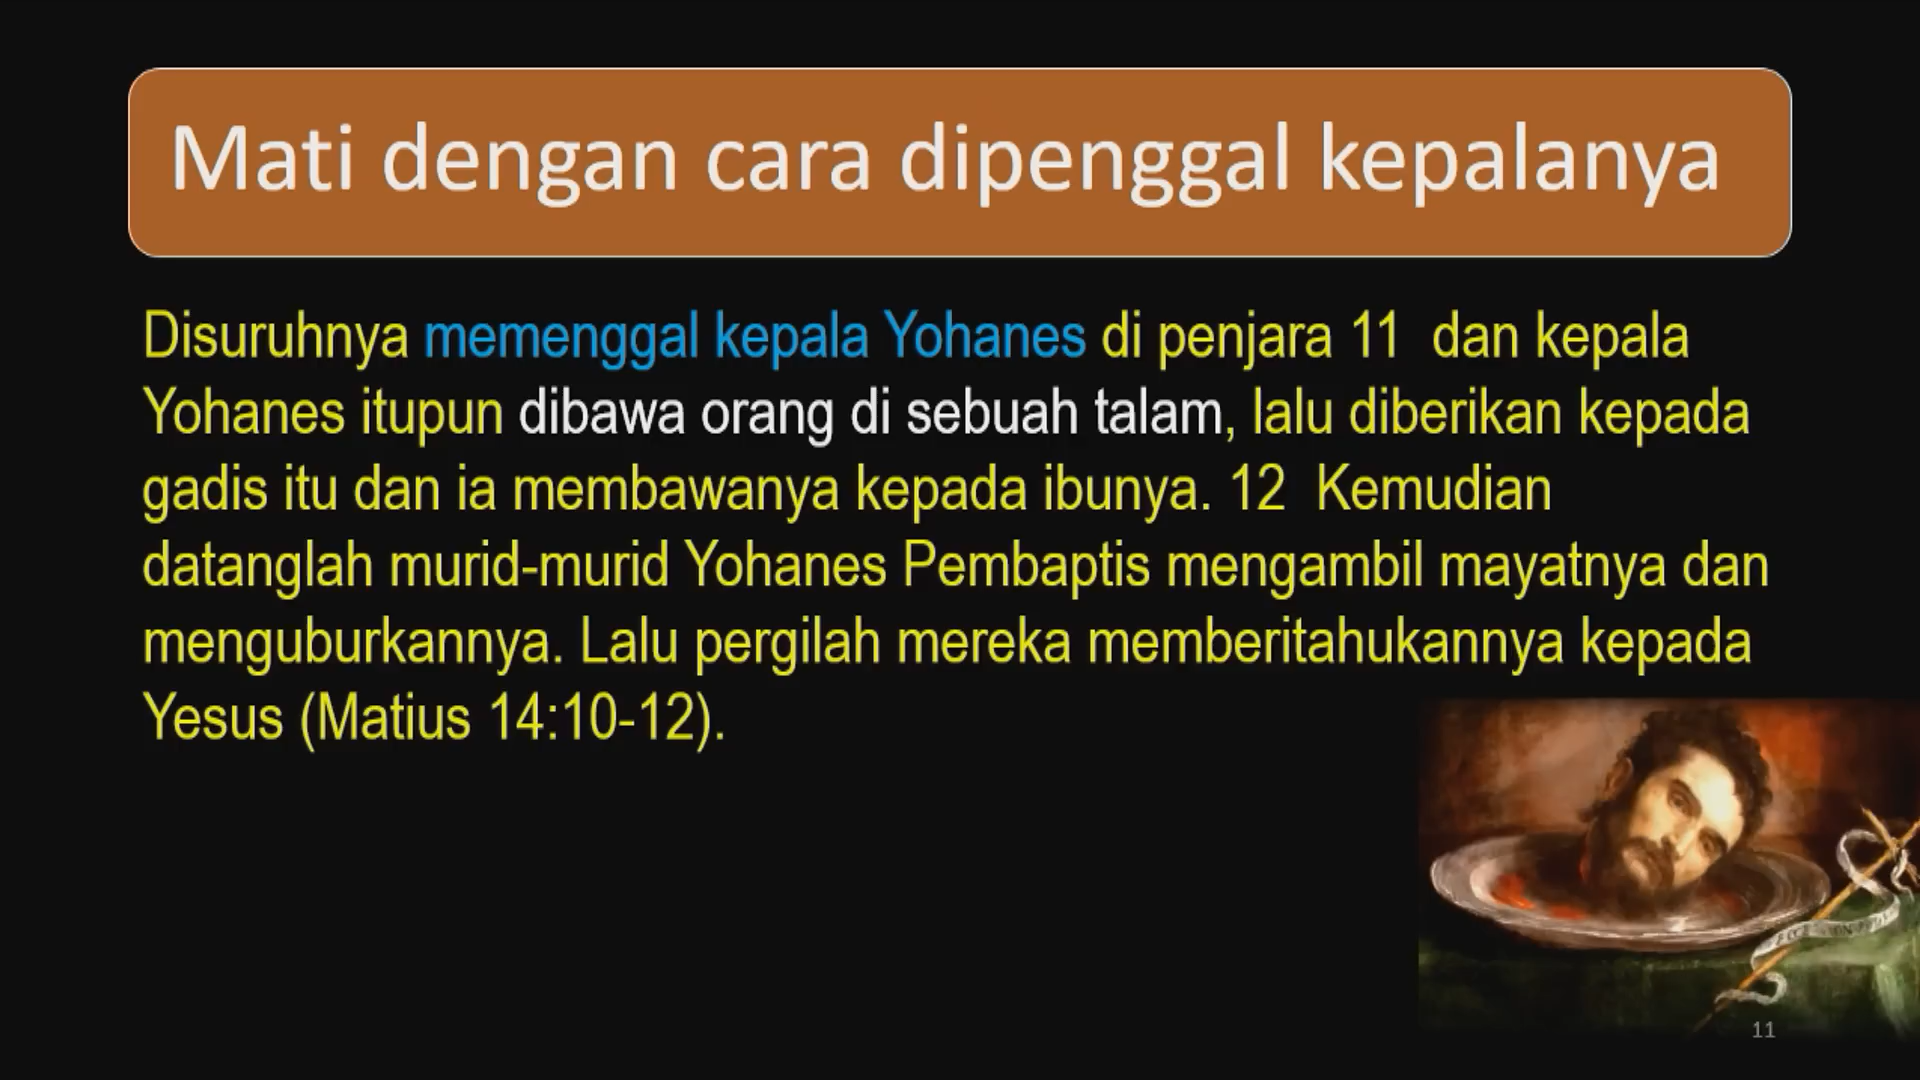 Mati dengan cara dipenggal kepalanya
Disuruhnya memenggal kepala Yohanes di penjara 11  dan kepala
Yohanes itupun dibawa orang di sebuah talam, lalu diberikan kepada
gadis itu dan ia membawanya kepada ibunya. 12  Kemudian
datanglah murid-murid Yohanes Pembaptis mengambil mayatnya dan
menguburkannya. Lalu pergilah mereka memberitahukannya kepada
Yesus (Matius 14:10-12).
11